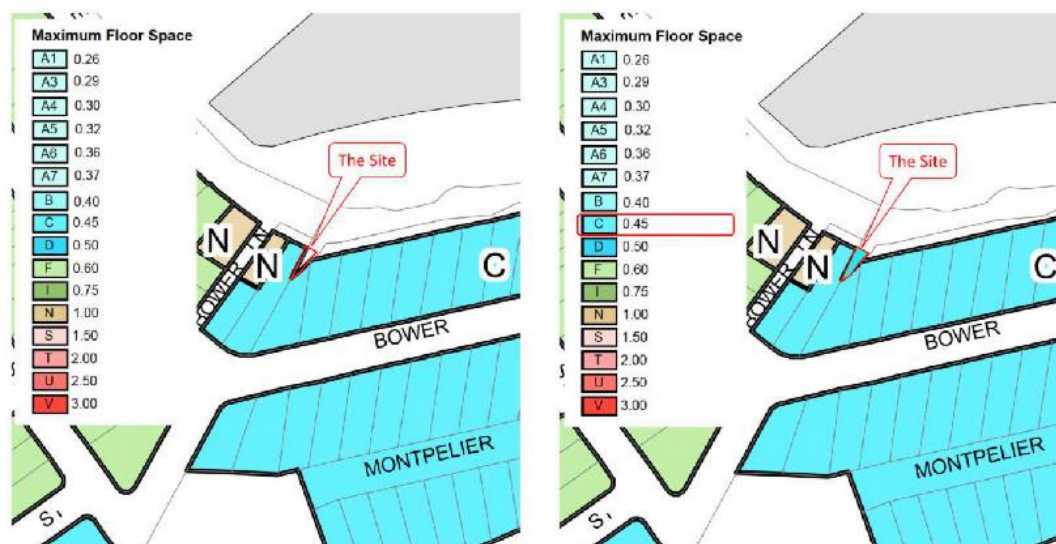 Maximum Floor Space
A1 0.26
A3 0.29
A4 0.30
A5 0.32
A6 0.36
A7 0.37
B 0.40
C 0.45
D 0.50
F 0.60
I 0.75
N 1.00
S 1.50
T 2.00
U 2.50
V 3.00
The Site
N
N
C
BOWER
BOWER
MONTPELIER
Maximum Floor Space
A1 0.26
A3 0.29
A4 0.30
A5 0.32
A6 0.36
A7 0.37
B 0.40
C 0.45
D 0.50
F 0.60
I 0.75
N 1.00
S 1.50
T 2.00
U 2.50
V 3.00
The Site
N
N
C
BOWER
BOWER
MONTPELIER